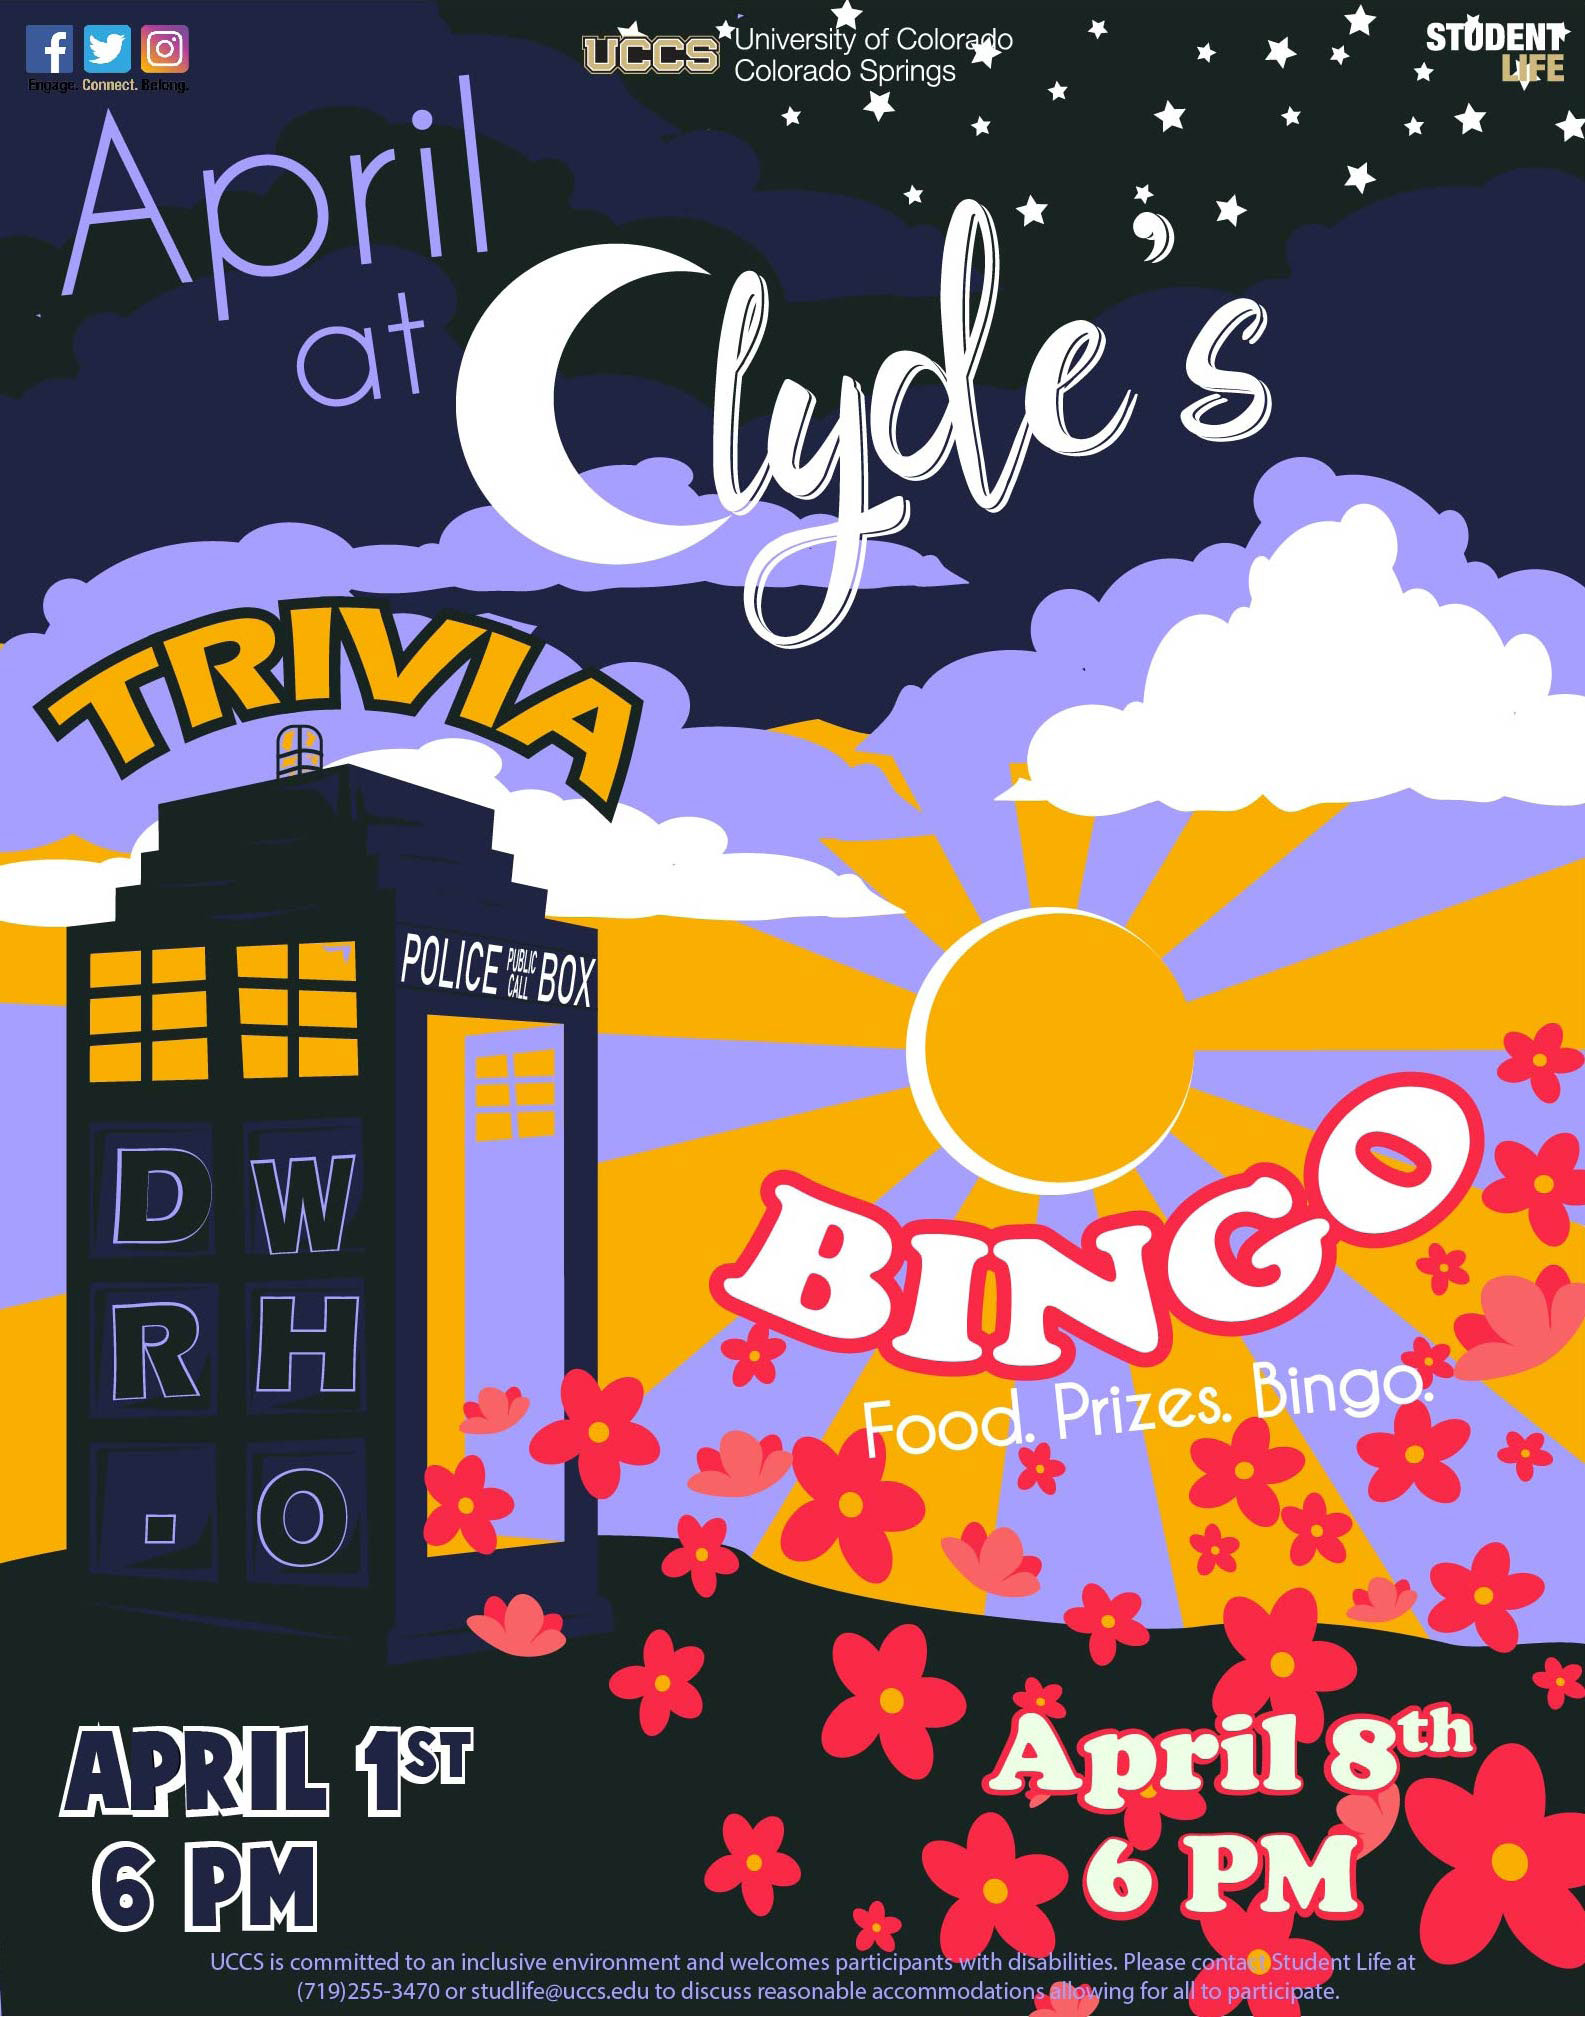 Engage. Connect. Belong.
UCCS University of Colorado
Colorado Springs
STUDENT
LIFE
April
at
Clyde's
TRIVIA
POLICE PUBLIC CALL BOX
DR.
WHO
BINGO
Food. Prizes. Bingo.
APRIL 1ST
6 PM
April 8th
6 PM
UCCS is committed to an inclusive environment and welcomes participants with disabilities. Please contact Student Life at
(719)255-3470 or studlife@uccs.edu to discuss reasonable accommodations allowing for all to participate.